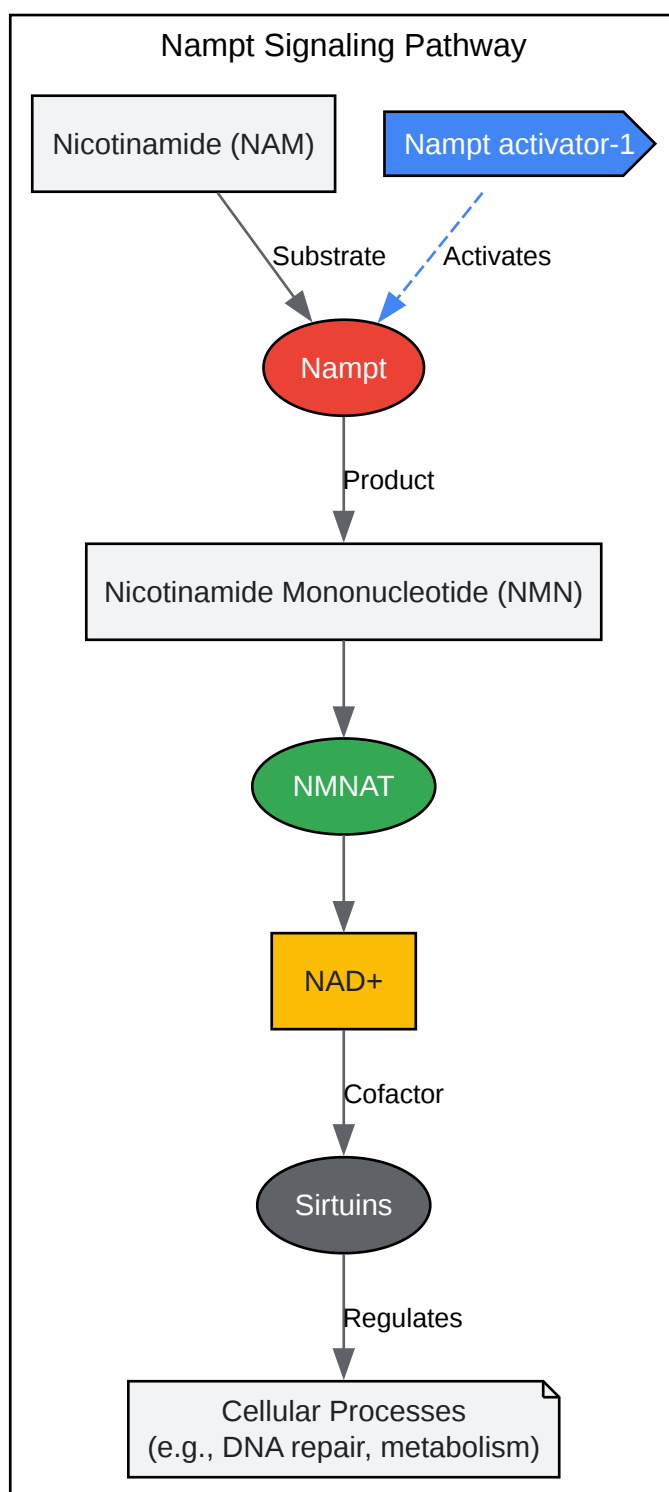 Nampt Signaling Pathway
Nicotinamide (NAM)
Nampt activator-1
Substrate
Activates
Nampt
Product
Nicotinamide Mononucleotide (NMN)
NMNAT
NAD+
Cofactor
Sirtuins
Regulates
Cellular Processes
(e.g., DNA repair, metabolism)